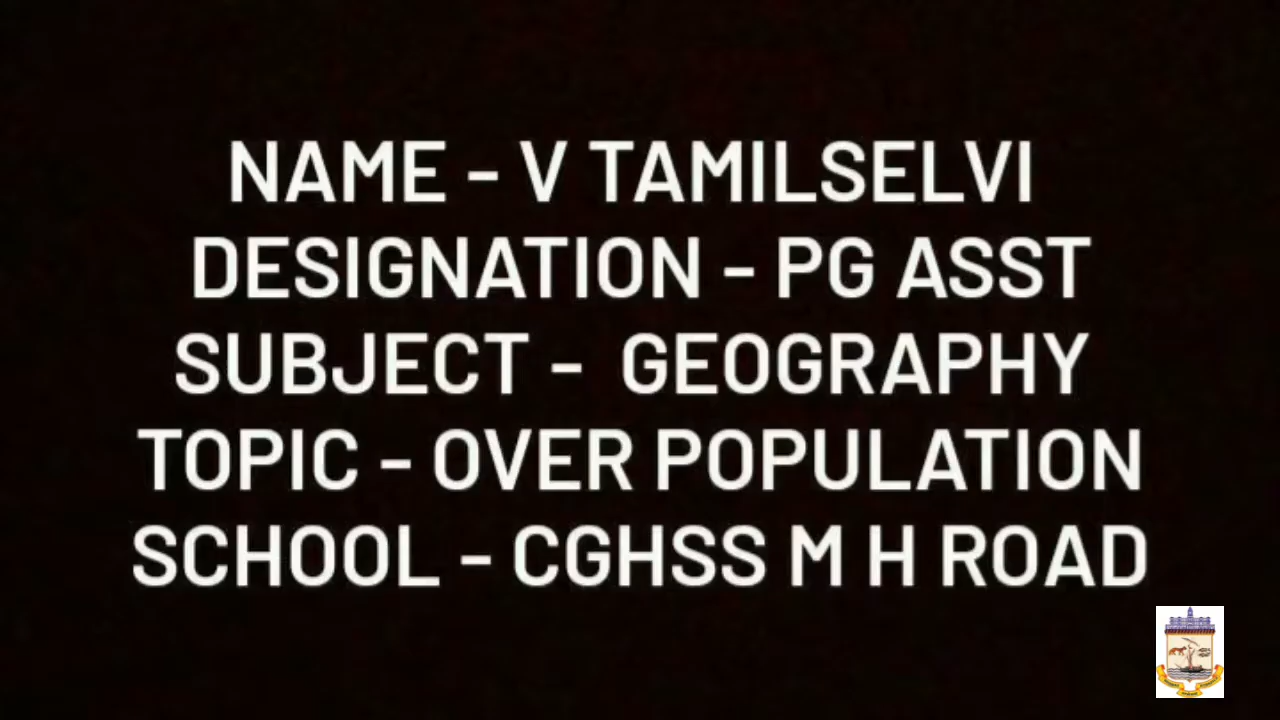 NAME - V TAMILSELVI
DESIGNATION - PG ASST
SUBJECT - GEOGRAPHY
TOPIC - OVER POPULATION
SCHOOL - CGHSS M H ROAD